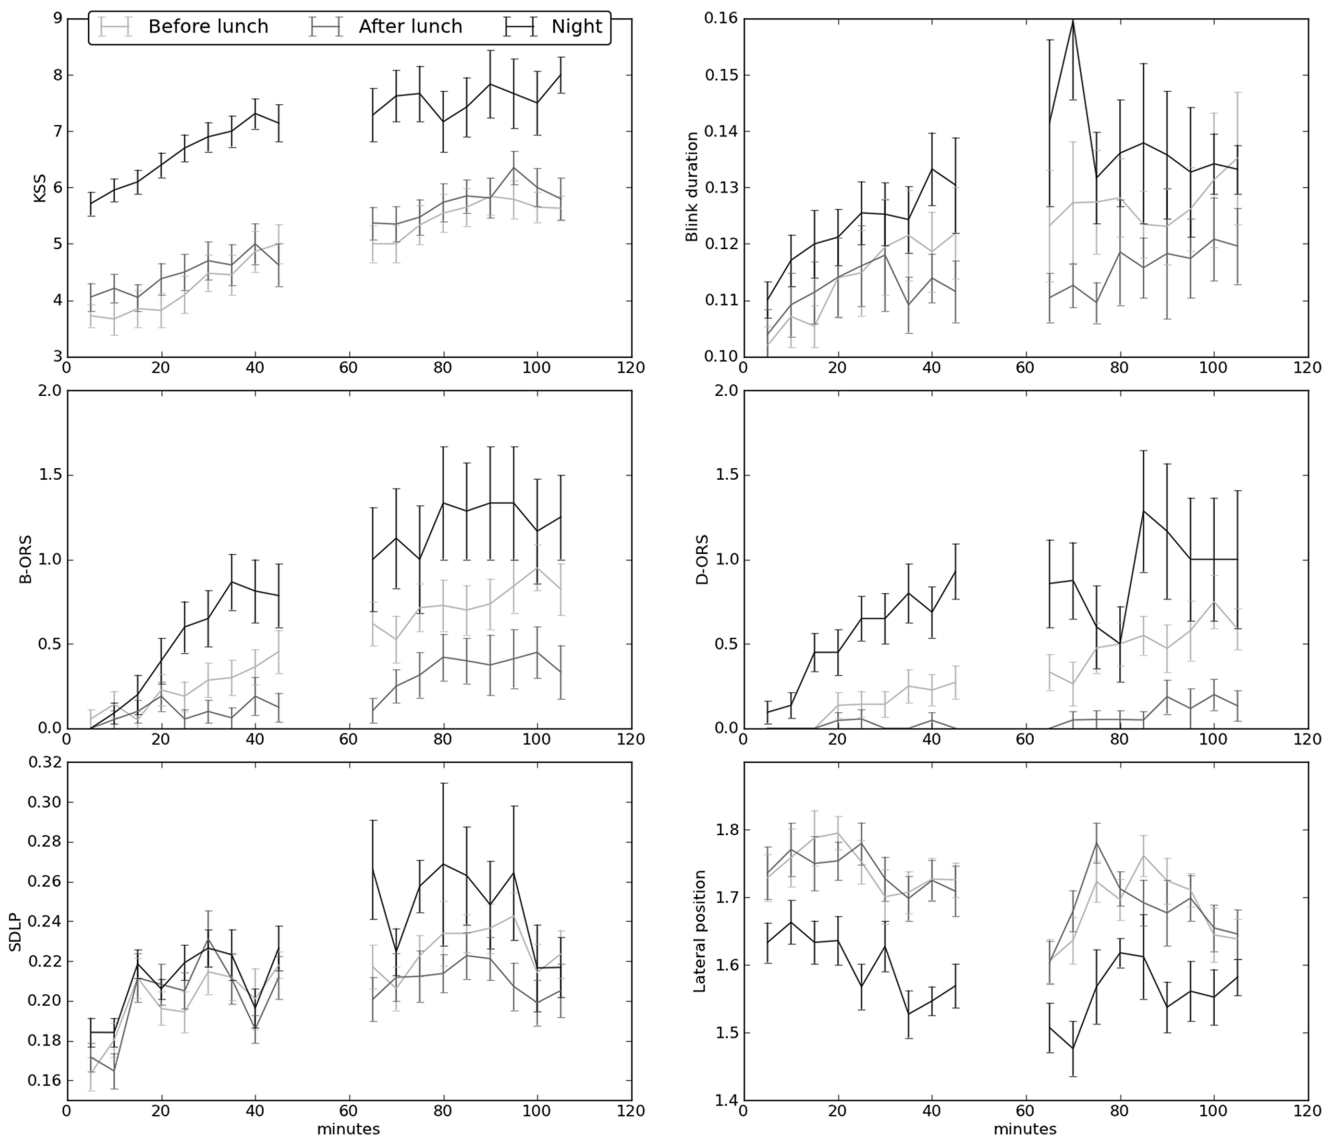 Before lunch After lunch Night
9
8
7
6
5
4
3
KSS
0 20 40 60 80 100 120
0.16
0.15
0.14
0.13
0.12
0.11
0.10
Blink duration
0 20 40 60 80 100 120
2.0
1.5
1.0
0.5
0.0
B-ORS
0 20 40 60 80 100 120
2.0
1.5
1.0
0.5
0.0
D-ORS
0 20 40 60 80 100 120
0.32
0.30
0.28
0.26
0.24
0.22
0.20
0.18
0.16
SDLP
0 20 40 60 80 100 120
minutes
1.8
1.7
1.6
1.5
1.4
Lateral position
0 20 40 60 80 100 120
minutes